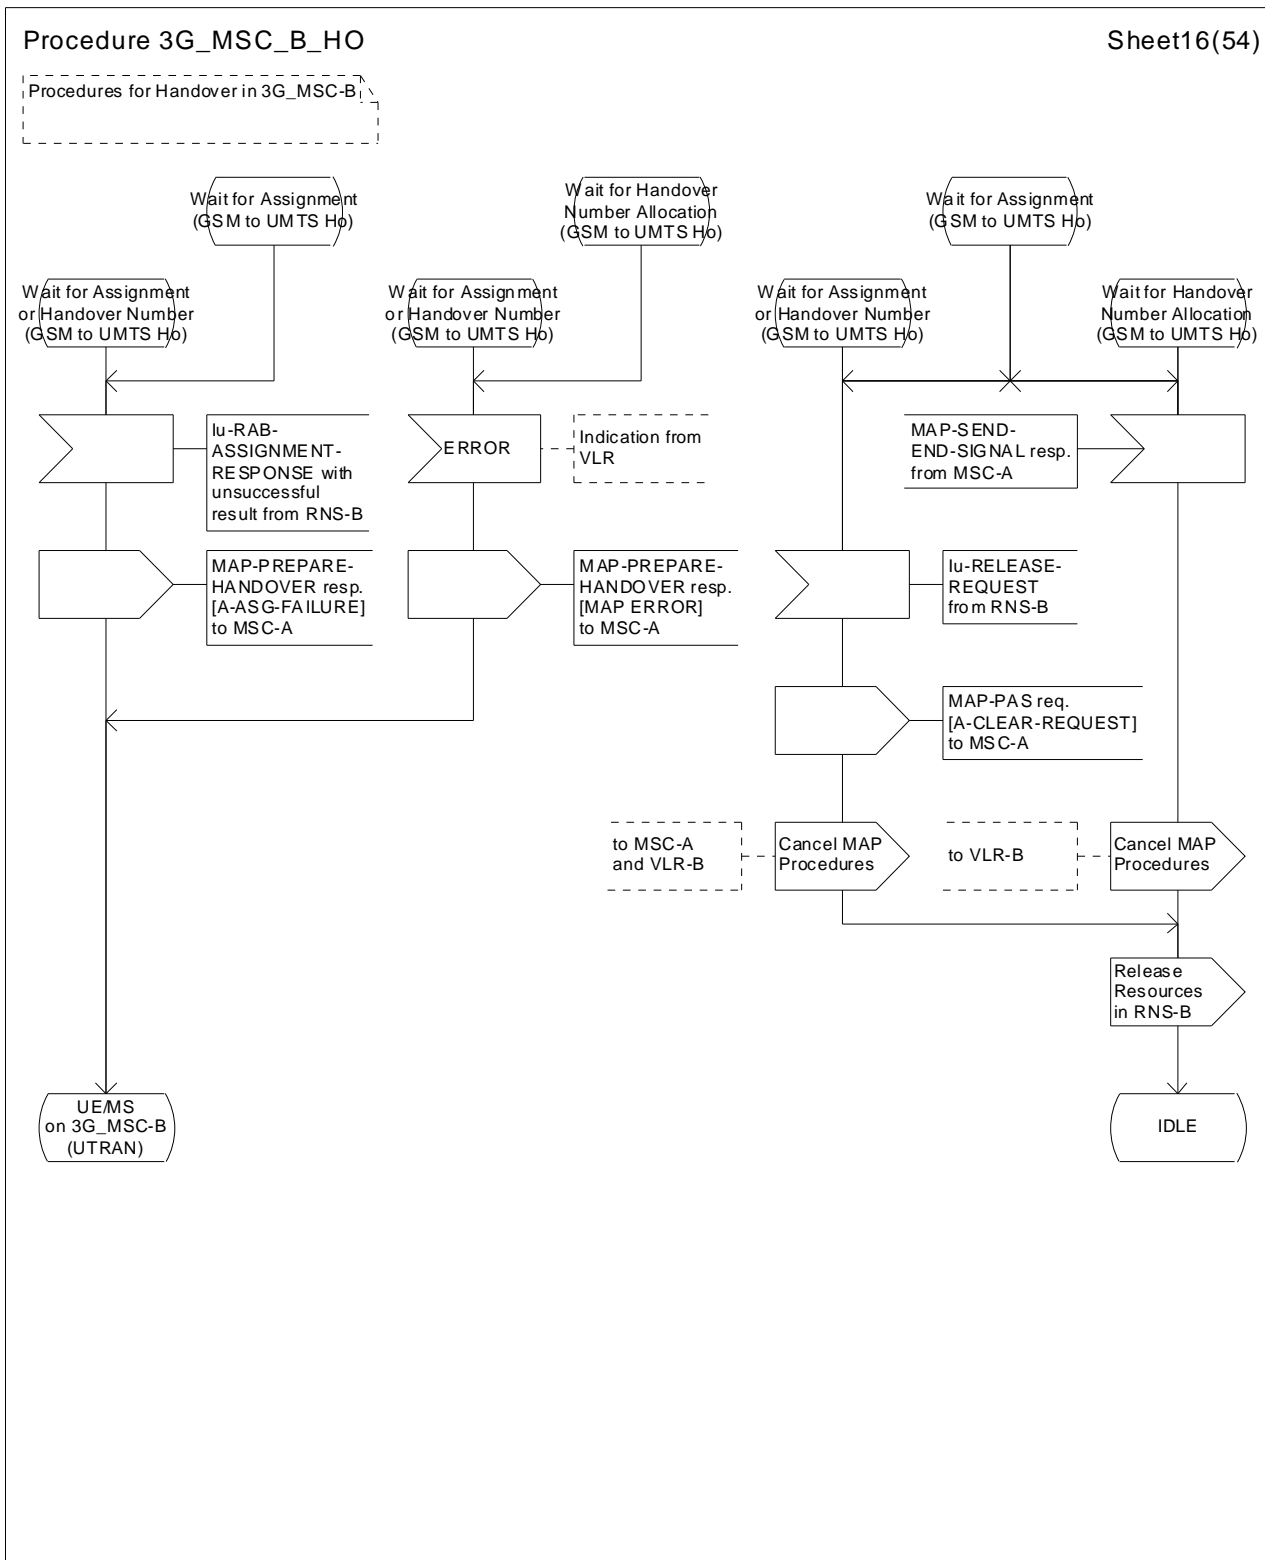 Procedure 3G_MSC_B_HO
Sheet16(54)
Procedures for Handover in 3G_MSC-B
Wait for Assignment
(GSM to UMTS Ho)
Wait for Handover
Number Allocation
(GSM to UMTS Ho)
Wait for Assignment
(GSM to UMTS Ho)
Wait for Assignment
or Handover Number
(GSM to UMTS Ho)
Wait for Assignment
or Handover Number
(GSM to UMTS Ho)
Wait for Assignment
or Handover Number
(GSM to UMTS Ho)
Wait for Handover
Number Allocation
(GSM to UMTS Ho)
Iu-RAB-
ASSIGNMENT-
RESPONSE with
unsuccessful
result from RNS-B
ERROR
Indication from
VLR
MAP-SEND-
END-SIGNAL resp.
from MSC-A
MAP-PREPARE-
HANDOVER resp.
[A-ASG-FAILURE]
to MSC-A
MAP-PREPARE-
HANDOVER resp.
[MAP ERROR]
to MSC-A
Iu-RELEASE-
REQUEST
from RNS-B
MAP-PAS req.
[A-CLEAR-REQUEST]
to MSC-A
to MSC-A
and VLR-B
Cancel MAP
Procedures
to VLR-B
Cancel MAP
Procedures
Release
Resources
in RNS-B
UE/MS
on 3G_MSC-B
(UTRAN)
IDLE